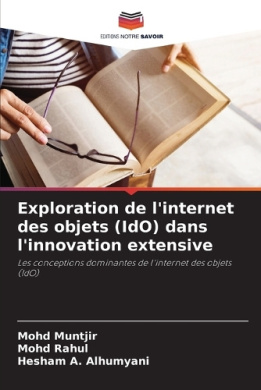 EDITIONS NOTRE SAVOIR
Exploration de l'internet
des objets (IdO) dans
l'innovation extensive
Les conceptions dominantes de l'internet des objets
(IdO)
Mohd Muntjir
Mohd Rahul
Hesham A. Alhumyani